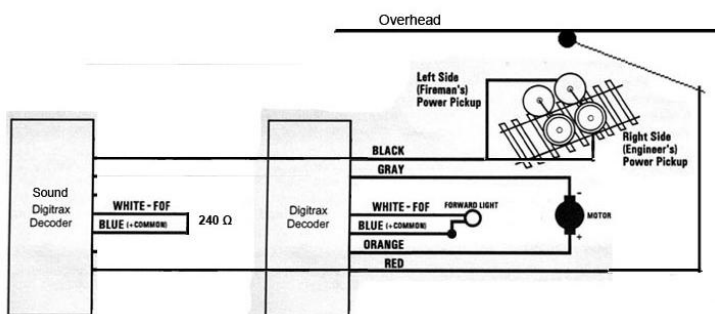 Overhead
Left Side
(Fireman's)
Power Pickup
Right Side
(Engineer's)
Power Pickup
BLACK
GRAY
Sound
Digitrax
Decoder
WHITE - FOF
BLUE (+ COMMON)
240 Ω
Digitrax
Decoder
WHITE - FOF
FORWARD LIGHT
BLUE (+ COMMON)
ORANGE
RED
-
MOTOR
+